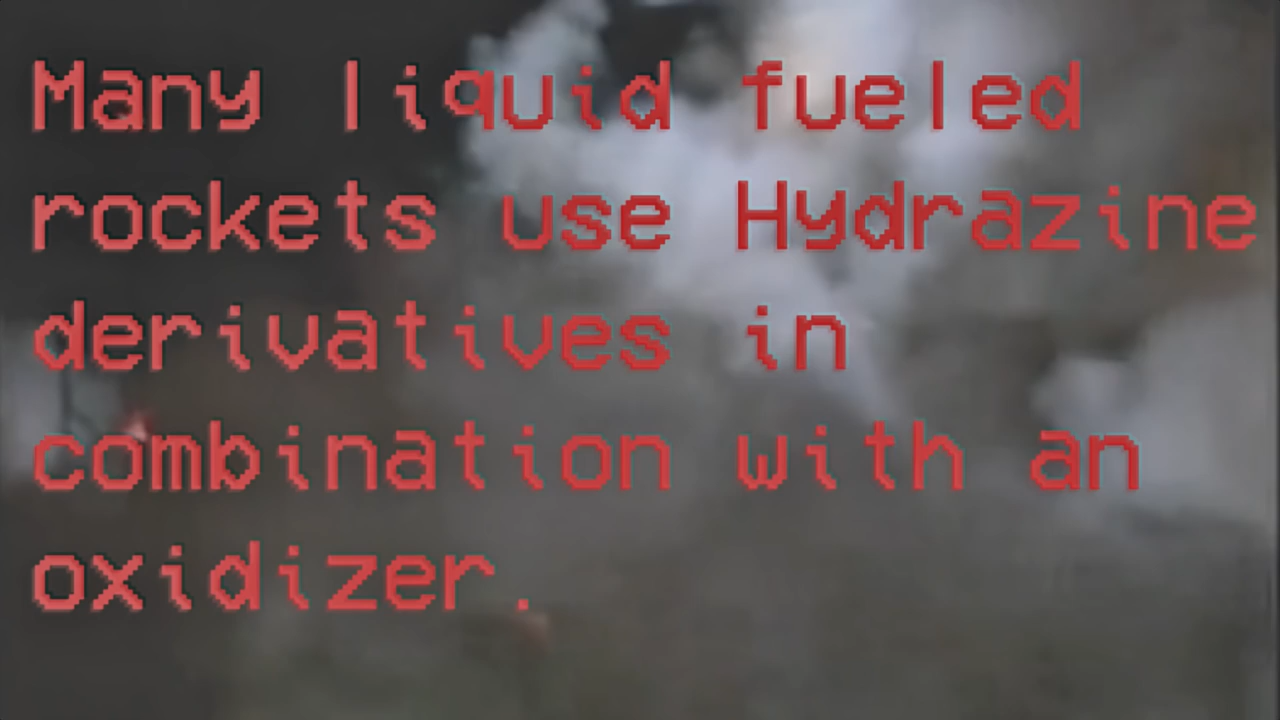 Many liquid fueled
rockets use Hydrazine
derivatives in
combination with an
oxidizer.